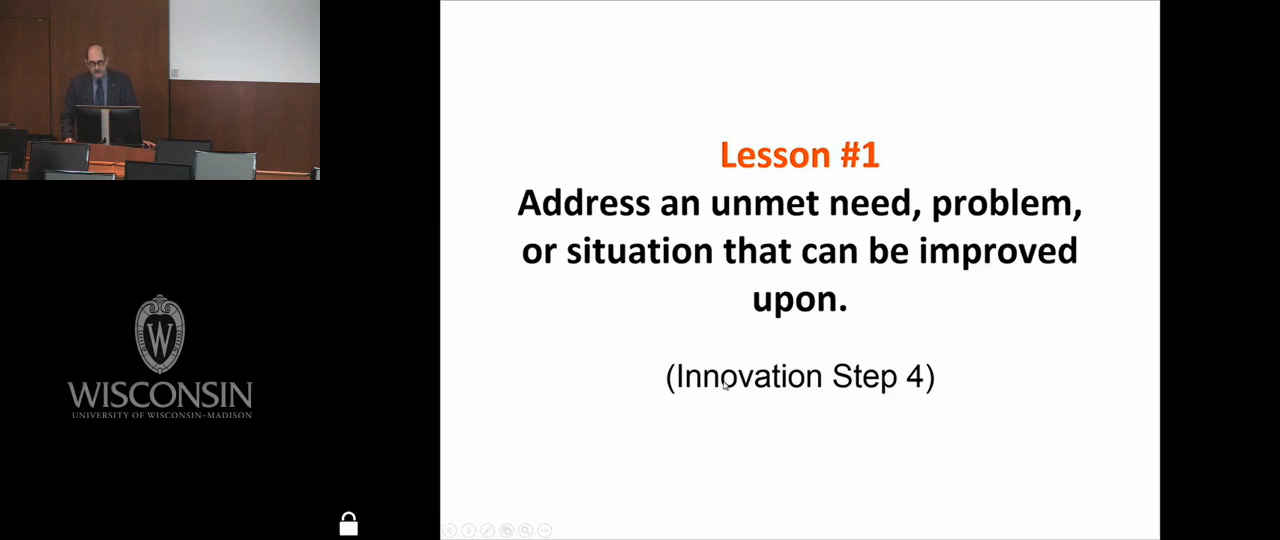 Lesson #1
Address an unmet need, problem,
or situation that can be improved
upon.
(Innovation Step 4)
W
WISCONSIN
UNIVERSITY OF WISCONSIN–MADISON